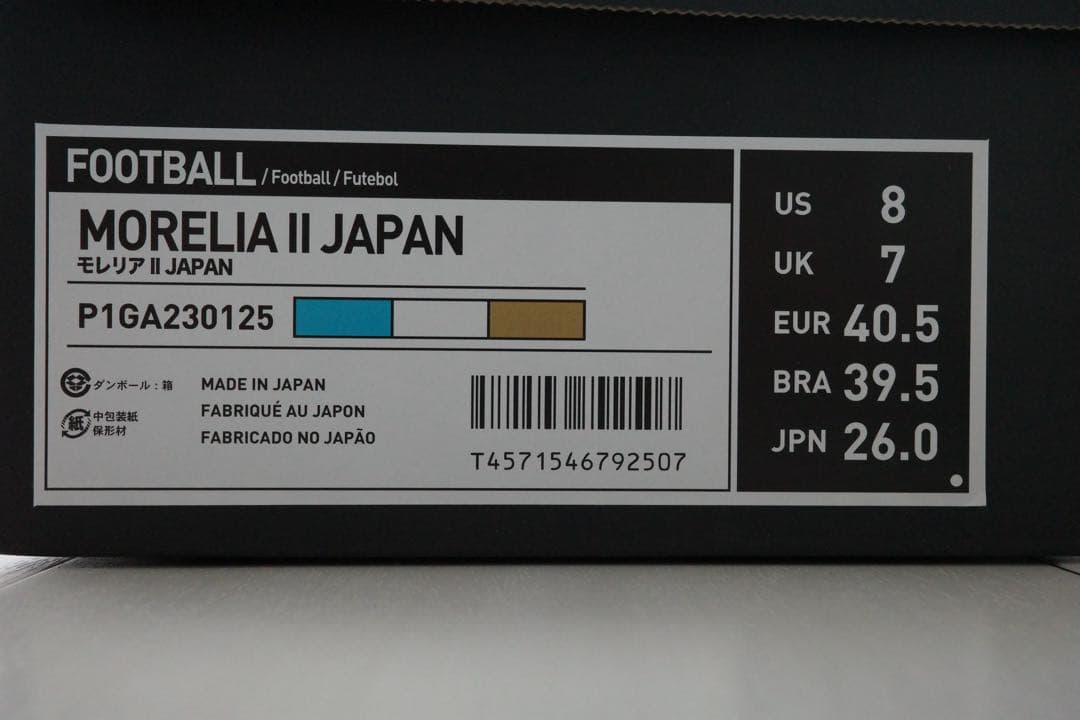 FOOTBALL / Football / Futebol
MORELIA II JAPAN
モレリア II JAPAN
P1GA230125
ダンボール：箱
紙
中包装紙
保形材
MADE IN JAPAN
FABRIQUÉ AU JAPON
FABRICADO NO JAPÃO
T4571546792507
US 8
UK 7
EUR 40.5
BRA 39.5
JPN 26.0